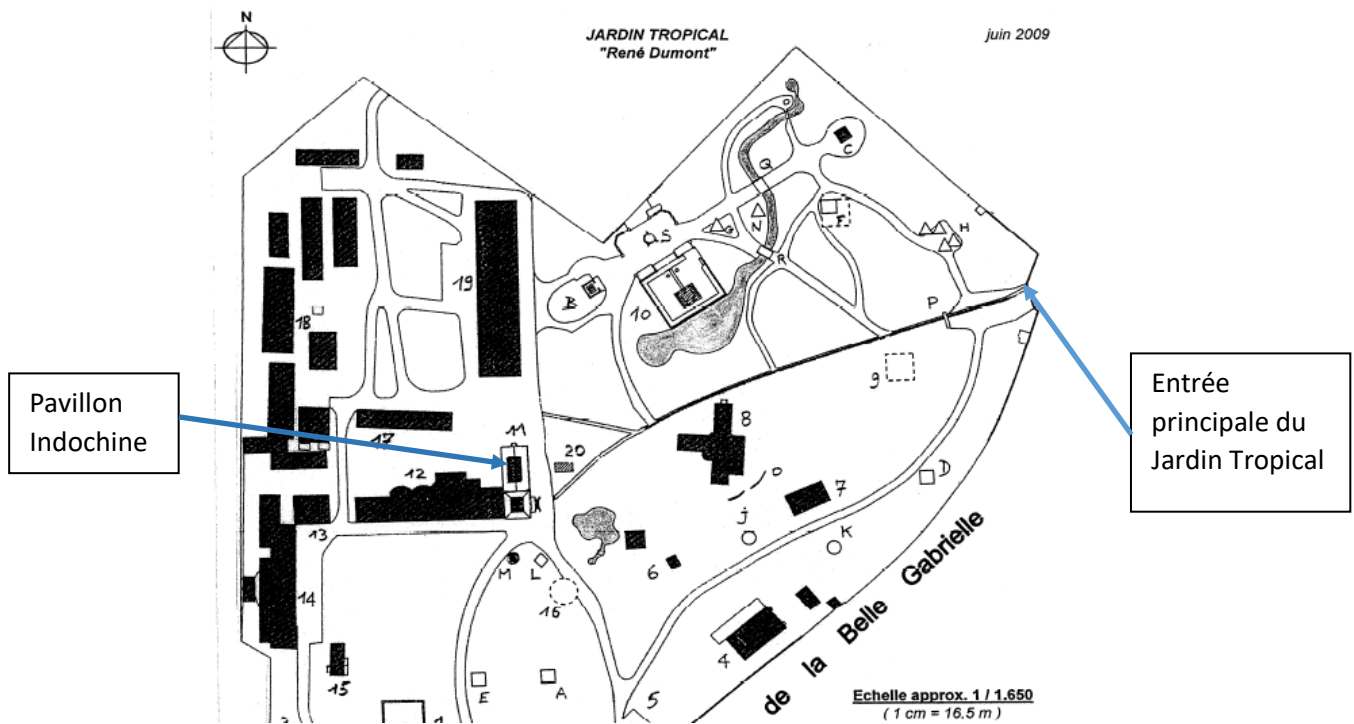 N
JARDIN TROPICAL
"René Dumont"
juin 2009
C
Q
N
F
H
G
S
R
B
10
P
19
18
9
Pavillon
Indochine
Entrée
principale du
Jardin Tropical
17
11
12
20
8
O
7
D
J
K
13
6
M
L
16
14
4
15
E
A
5
de la Belle Gabrielle
Echelle approx. 1 / 1.650
( 1 cm = 16.5 m )